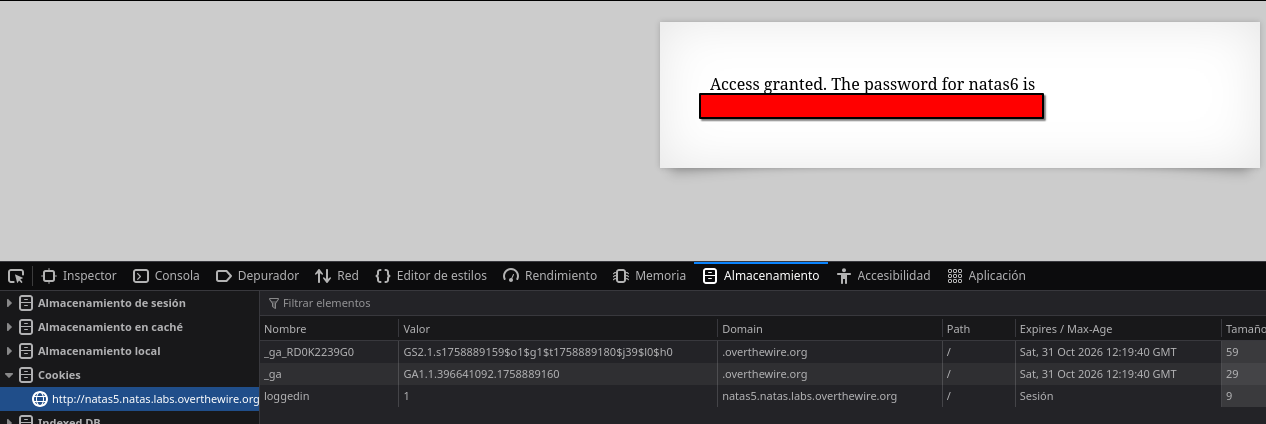 Access granted. The password for natas6 is
Inspector Consola Depurador Red Editor de estilos Rendimiento Memoria Almacenamiento Accesibilidad Aplicación
Almacenamiento de sesión
Almacenamiento en caché
Almacenamiento local
Cookies
http://natas5.natas.labs.overthewire.org
Indexed DB
Filtrar elementos
Nombre Valor Domain Path Expires / Max-Age Tamaño
_ga_RD0K2239G0 GS2.1.s1758889159$o1$g1$t1758889180$j39$l0$h0 .overthewire.org / Sat, 31 Oct 2026 12:19:40 GMT 59
_ga GA1.1.396641092.1758889160 .overthewire.org / Sat, 31 Oct 2026 12:19:40 GMT 29
loggedin 1 natas5.natas.labs.overthewire.org / Sesión 9